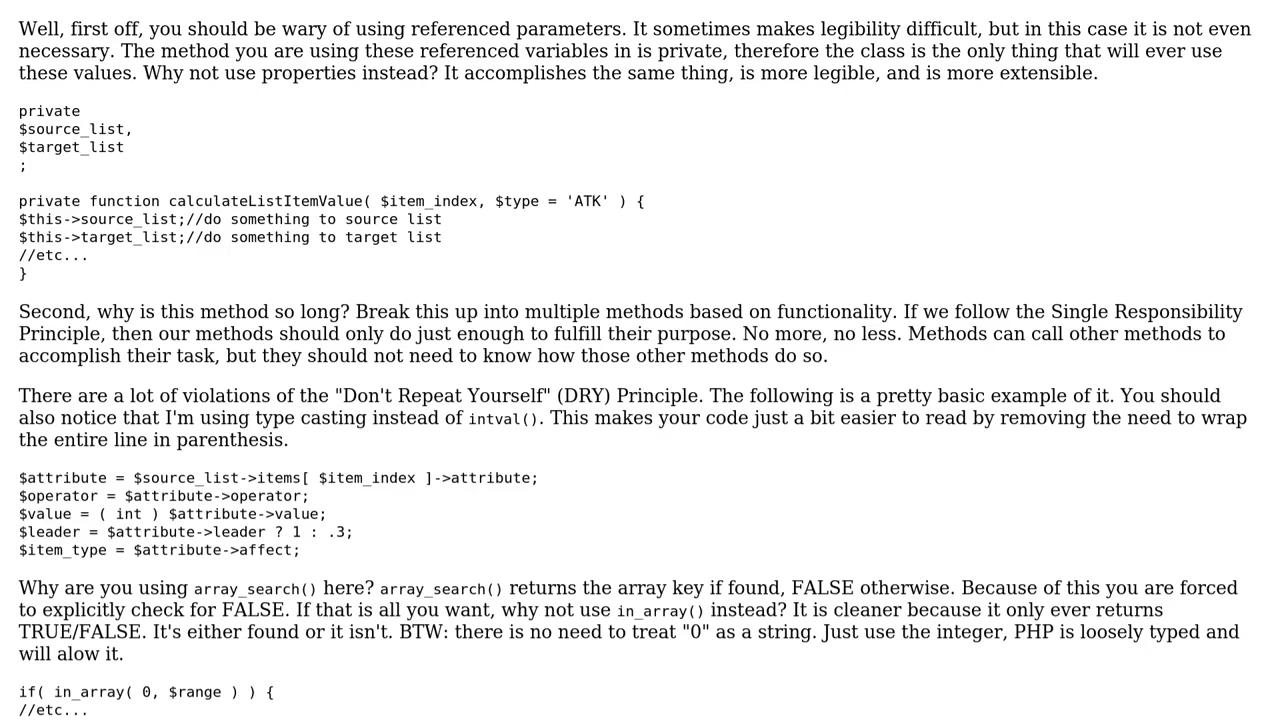 Well, first off, you should be wary of using referenced parameters. It sometimes makes legibility difficult, but in this case it is not even
necessary. The method you are using these referenced variables in is private, therefore the class is the only thing that will ever use
these values. Why not use properties instead? It accomplishes the same thing, is more legible, and is more extensible.
private
$source_list,
$target_list
;
private function calculateListItemValue( $item_index, $type = 'ATK' ) {
$this->source_list;//do something to source list
$this->target_list;//do something to target list
//etc...
}
Second, why is this method so long? Break this up into multiple methods based on functionality. If we follow the Single Responsibility
Principle, then our methods should only do just enough to fulfill their purpose. No more, no less. Methods can call other methods to
accomplish their task, but they should not need to know how those other methods do so.
There are a lot of violations of the "Don't Repeat Yourself" (DRY) Principle. The following is a pretty basic example of it. You should
also notice that I'm using type casting instead of intval(). This makes your code just a bit easier to read by removing the need to wrap
the entire line in parenthesis.
$attribute = $source_list->items[ $item_index ]->attribute;
$operator = $attribute->operator;
$value = ( int ) $attribute->value;
$leader = $attribute->leader ? 1 : .3;
$item_type = $attribute->affect;
Why are you using array_search() here? array_search() returns the array key if found, FALSE otherwise. Because of this you are forced
to explicitly check for FALSE. If that is all you want, why not use in_array() instead? It is cleaner because it only ever returns
TRUE/FALSE. It's either found or it isn't. BTW: there is no need to treat "0" as a string. Just use the integer, PHP is loosely typed and
will alow it.
if( in_array( 0, $range ) ) {
//etc...